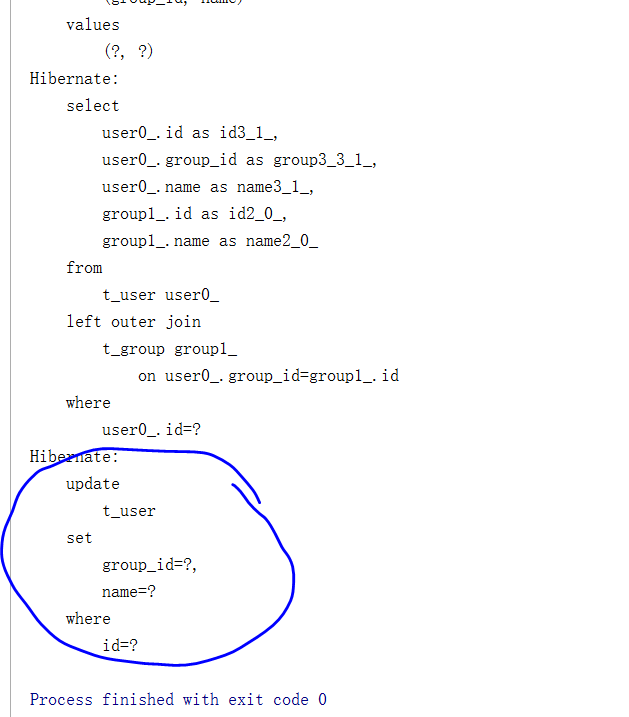 (group_id, name)
values
(?, ?)
Hibernate:
select
user0_.id as id3_1_,
user0_.group_id as group3_3_1_,
user0_.name as name3_1_,
group1_.id as id2_0_,
group1_.name as name2_0_
from
t_user user0_
left outer join
t_group group1_
on user0_.group_id=group1_.id
where
user0_.id=?
Hibernate:
update
t_user
set
group_id=?,
name=?
where
id=?
Process finished with exit code 0